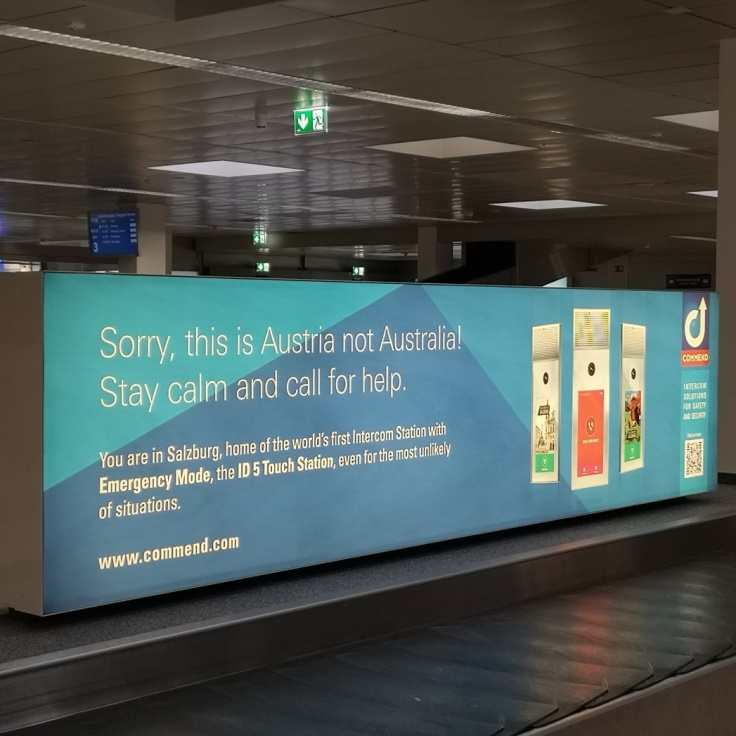 Sorry, this is Austria not Australia!
Stay calm and call for help.
You are in Salzburg, home of the world's first Intercom Station with
Emergency Mode, the ID 5 Touch Station, even for the most unlikely
of situations.
www.commend.com
COMMEND
INTERCOM
SOLUTIONS
FOR SAFETY
AND SECURITY
3